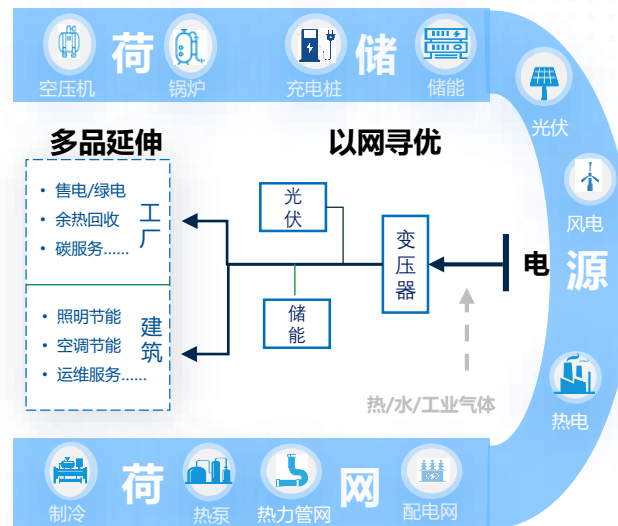 荷
储
空压机
锅炉
充电桩
储能
光伏
多品延伸
以网寻优
售电/绿电
余热回收
碳服务......
工厂
光伏
变压器
风电
电
源
储能
照明节能
空调节能
运维服务......
建筑
热/水/工业气体
热电
荷
网
制冷
热泵
热力管网
配电网